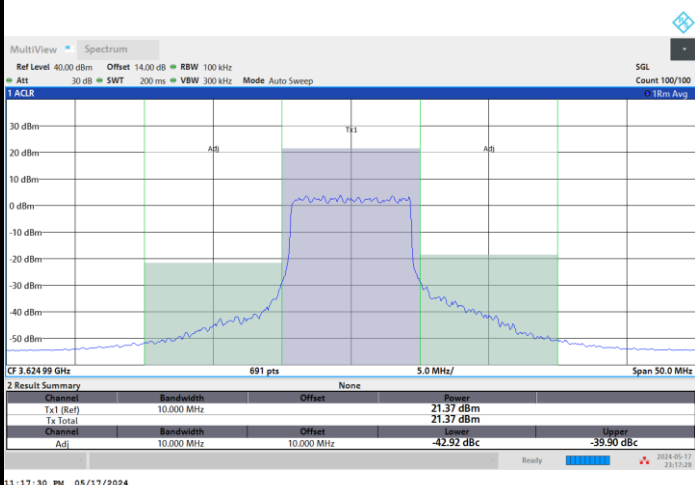 MultiView Spectrum
Ref Level 40.00 dBm Offset 14.00 dB RBW 100 kHz SGL
Att 30 dB SWT 200 ms VBW 300 kHz Mode Auto Sweep Count 100/100
1 ACLR 1Rm Avg
30 dBm
Tx1
20 dBm Adj Adj
10 dBm
0 dBm
-10 dBm
-20 dBm
-30 dBm
-40 dBm
-50 dBm
CF 3.624 99 GHz 691 pts 5.0 MHz/ Span 50.0 MHz
2 Result Summary None
Channel Bandwidth Offset Power
Tx1 (Ref) 10.000 MHz 21.37 dBm
Tx Total 21.37 dBm
Channel Bandwidth Offset Lower Upper
Adj 10.000 MHz 10.000 MHz -42.92 dBc -39.90 dBc
Ready 2024-05-17
23:17:28
11:17:30 PM 05/17/2024